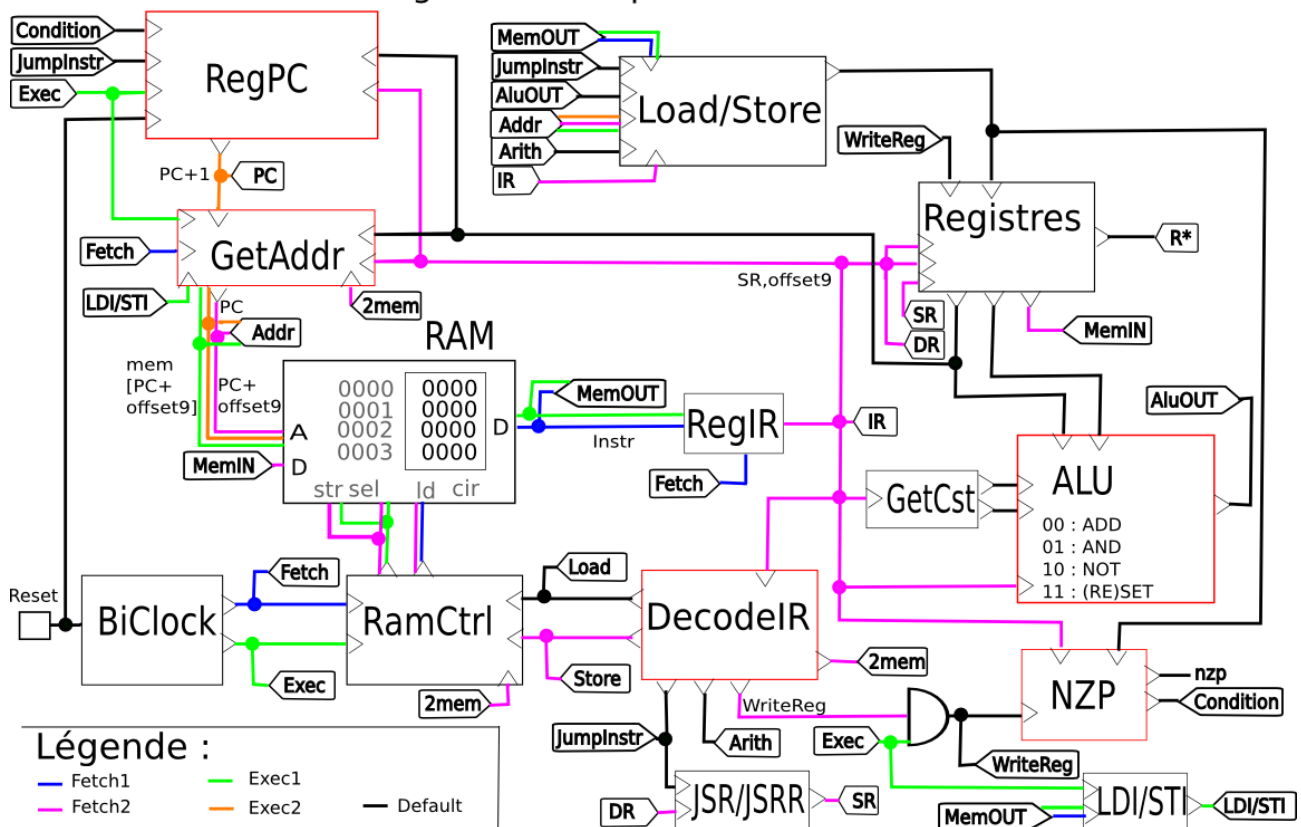 Condition
JumpInstr
Exec
RegPC
PC+1
PC
MemOUT
JumpInstr
AluOUT
Addr
Arith
IR
Load/Store
WriteReg
Registres
R*
Fetch
GetAddr
LDI/STI
PC
2mem
Addr
SR,offset9
SR
DR
MemIN
mem
[PC+
offset9]
PC+
offset9
RAM
0000
0001
0002
0003
0000
0000
0000
0000
A
D
D
MemIN
str sel ld cir
MemOUT
Instr
RegIR
Fetch
IR
AluOUT
GetCst
ALU
00 : ADD
01 : AND
10 : NOT
11 : (RE)SET
Reset
BiClock
Fetch
Exec
RamCtrl
2mem
Load
Store
DecodeIR
2mem
WriteReg
JumpInstr
Arith
Exec
WriteReg
NZP
nzp
Condition
DR
JSR/JSRR
SR
MemOUT
LDI/STI
LDI/STI
Légende :
Fetch1
Exec1
Fetch2
Exec2
Default